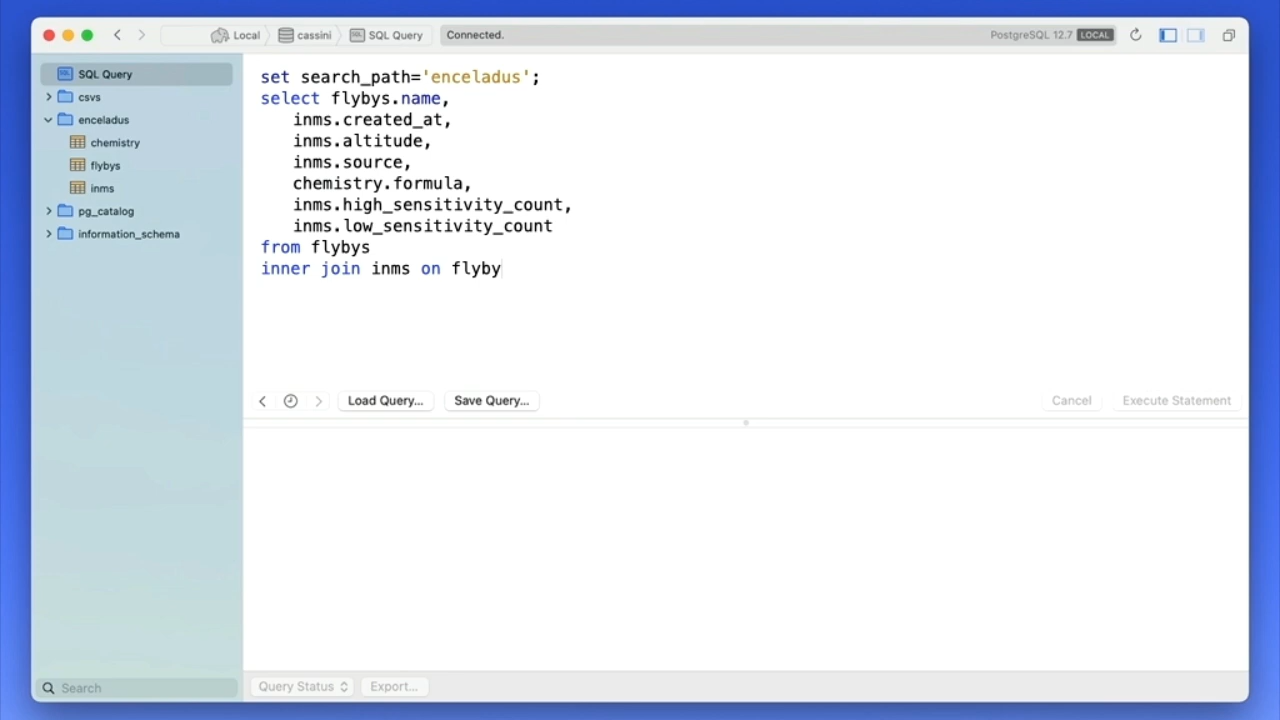 Local
cassini
SQL Query
Connected.
PostgreSQL 12.7 LOCAL
SQL Query
csvs
enceladus
chemistry
flybys
inms
pg_catalog
information_schema
Search
set search_path='enceladus';
select flybys.name,
inms.created_at,
inms.altitude,
inms.source,
chemistry.formula,
inms.high_sensitivity_count,
inms.low_sensitivity_count
from flybys
inner join inms on flyby
Load Query...
Save Query...
Cancel
Execute Statement
Query Status
Export...